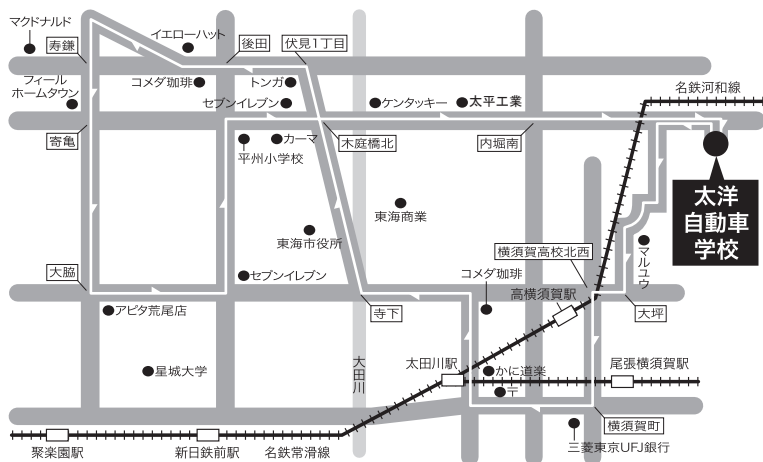 マクドナルド
寿鎌
イエローハット
後田
伏見1丁目
フィール
ホームタウン
コメダ珈琲
トンガ
セブンイレブン
ケンタッキー
太平工業
名鉄河和線
寄亀
カーマ
平州小学校
木庭橋北
内堀南
太洋
自動車
学校
東海商業
東海市役所
横須賀高校北西
マルユウ
大脇
セブンイレブン
コメダ珈琲
高横須賀駅
アピタ荒尾店
寺下
大坪
星城大学
大田川
太田川駅
かに道楽
〒
尾張横須賀駅
横須賀町
三菱東京UFJ銀行
聚楽園駅
新日鉄前駅
名鉄常滑線